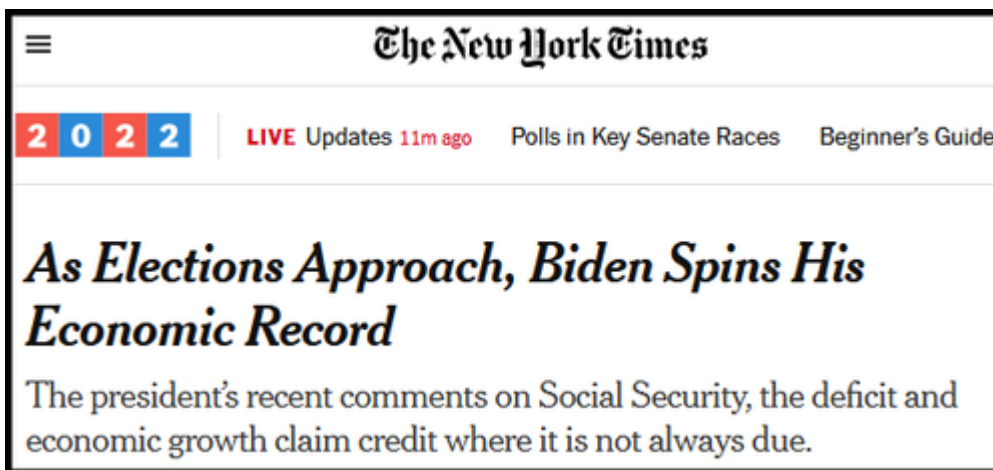 The New York Times
2022 LIVE Updates 11m ago Polls in Key Senate Races Beginner's Guide
As Elections Approach, Biden Spins His
Economic Record
The president's recent comments on Social Security, the deficit and
economic growth claim credit where it is not always due.